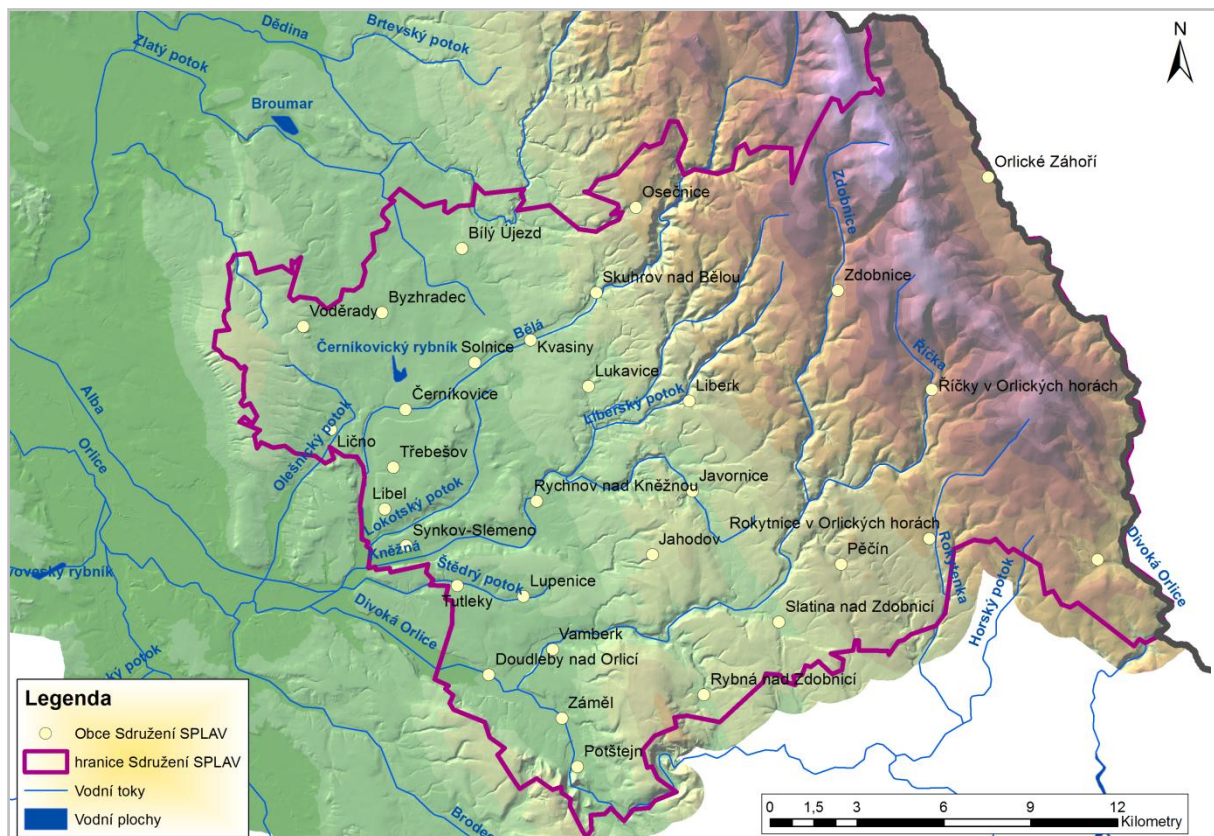 Dědina
Brtevský potok
Zlatý potok
N
Broumar
Orlické Záhoří
Osečnice
Zdobnice
Bílý Újezd
Skuhrov nad Bělou
Zdobnice
Byzhradec
Voděrady
Bělá
Černíkovický rybník
Solnice
Kvasiny
Říčka
Alba
Lukavice
Liberk
Říčky v Orlických horách
Černíkovice
Liberský potok
Orlice
Olešnický potok
Lično
Třebešov
Javornice
Rychnov nad Kněžnou
Libel
Lokotský potok
Rokytnice v Orlických horách
Synkov-Slemeno
Kněžná
Jahodov
Pěčín
Rokytenka
Divoká Orlice
Štědrý potok
Lupenice
Tutleky
Horský potok
Divoká Orlice
Slatina nad Zdobnicí
Vamberk
Doudleby nad Orlicí
Rybná nad Zdobnicí
Záměl
Potštejn
Legenda
Obce Sdružení SPLAV
hranice Sdružení SPLAV
Vodní toky
Vodní plochy
0 1,5 3 6 9 12
Kilometry